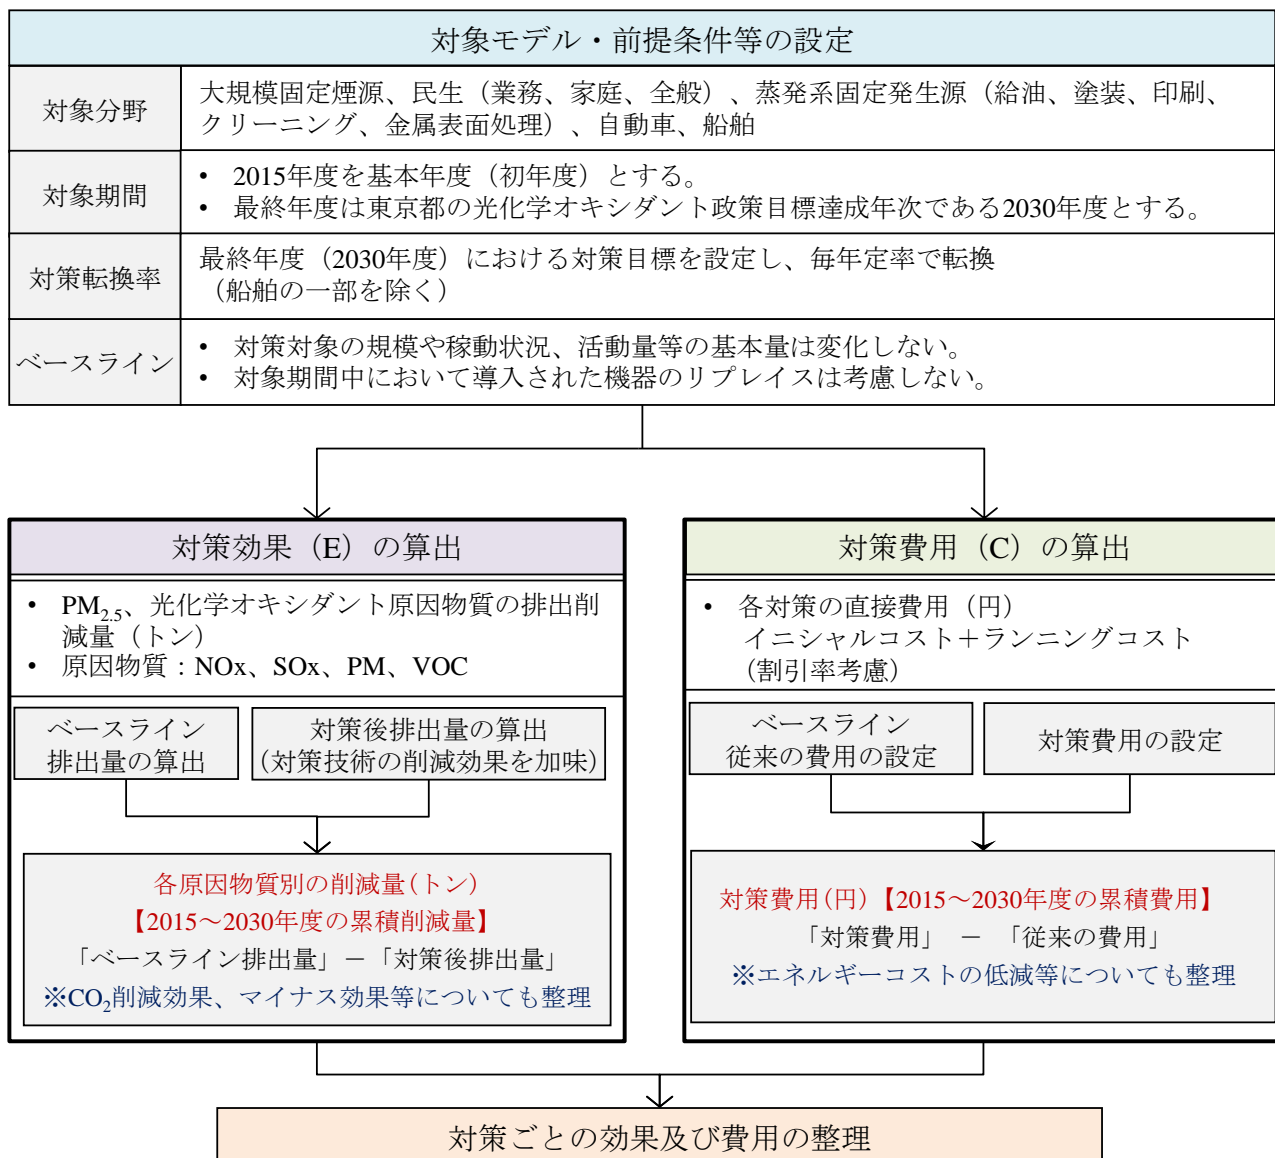 対象モデル・前提条件等の設定
対象分野
大規模固定煙源、民生（業務、家庭、全般）、蒸発系固定発生源（給油、塗装、印刷、
クリーニング、金属表面処理）、自動車、船舶
対象期間
• 2015年度を基本年度（初年度）とする。
• 最終年度は東京都の光化学オキシダント政策目標達成年次である2030年度とする。
対策転換率
最終年度（2030年度）における対策目標を設定し、毎年定率で転換
（船舶の一部を除く）
ベースライン
• 対策対象の規模や稼動状況、活動量等の基本量は変化しない。
• 対象期間中において導入された機器のリプレイスは考慮しない。
対策効果（E）の算出
• PM2.5、光化学オキシダント原因物質の排出削
減量（トン）
• 原因物質：NOx、SOx、PM、VOC
ベースライン
排出量の算出
対策後排出量の算出
(対策技術の削減効果を加味)
各原因物質別の削減量(トン)
【2015～2030年度の累積削減量】
「ベースライン排出量」－「対策後排出量」
※CO2削減効果、マイナス効果等についても整理
対策費用（C）の算出
• 各対策の直接費用（円）
イニシャルコスト＋ランニングコスト
(割引率考慮)
ベースライン
従来の費用の設定
対策費用の設定
対策費用(円)【2015～2030年度の累積費用】
「対策費用」 － 「従来の費用」
※エネルギーコストの低減等についても整理
対策ごとの効果及び費用の整理